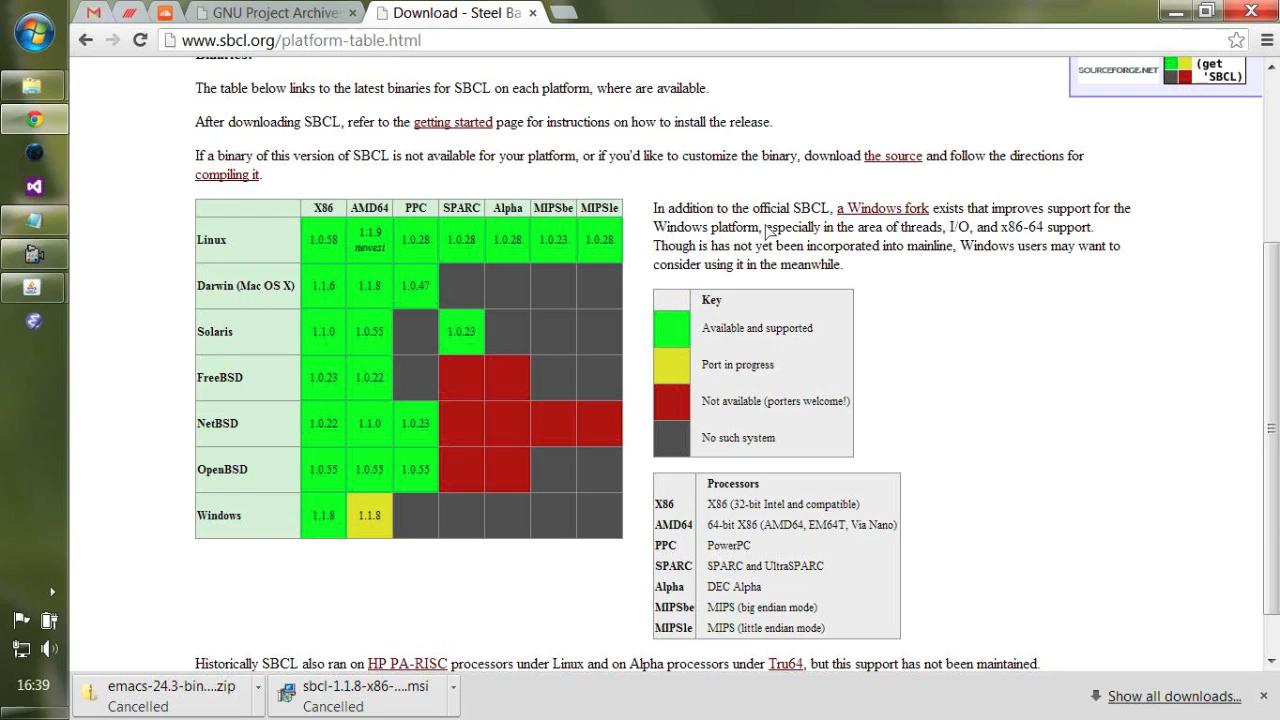 GNU Project Archive
Download - Steel Ba
www.sbcl.org/platform-table.html
SOURCEFORGE.NET
(get
'SBCL)
Binaries:
The table below links to the latest binaries for SBCL on each platform, where are available.
After downloading SBCL, refer to the getting started page for instructions on how to install the release.
If a binary of this version of SBCL is not available for your platform, or if you'd like to customize the binary, download the source and follow the directions for
compiling it.
X86 AMD64 PPC SPARC Alpha MIPSbe MIPSle
Linux 1.0.58 1.1.9 newest 1.0.28 1.0.28 1.0.28 1.0.23 1.0.28
Darwin (Mac OS X) 1.1.6 1.1.8 1.0.47
Solaris 1.1.0 1.0.55 1.0.23
FreeBSD 1.0.23 1.0.22
NetBSD 1.0.22 1.1.0 1.0.23
OpenBSD 1.0.55 1.0.55 1.0.55
Windows 1.1.8 1.1.8
In addition to the official SBCL, a Windows fork exists that improves support for the
Windows platform, especially in the area of threads, I/O, and x86-64 support.
Though is has not yet been incorporated into mainline, Windows users may want to
consider using it in the meanwhile.
Key
Available and supported
Port in progress
Not available (porters welcome!)
No such system
Processors
X86 X86 (32-bit Intel and compatible)
AMD64 64-bit X86 (AMD64, EM64T, Via Nano)
PPC PowerPC
SPARC SPARC and UltraSPARC
Alpha DEC Alpha
MIPSbe MIPS (big endian mode)
MIPSle MIPS (little endian mode)
Historically SBCL also ran on HP PA-RISC processors under Linux and on Alpha processors under Tru64, but this support has not been maintained.
16:39
emacs-24.3-bin....zip
Cancelled
sbcl-1.1.8-x86-....msi
Cancelled
Show all downloads...